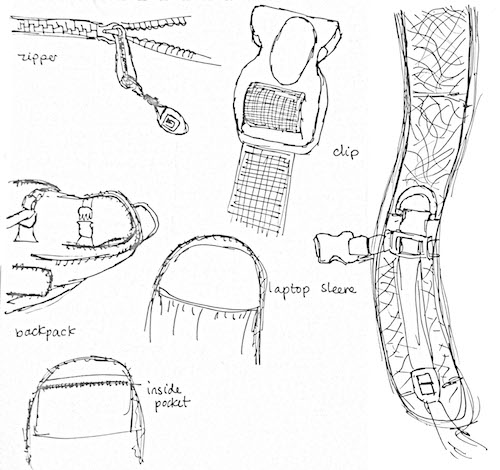 zipper
clip
laptop sleeve
backpack
inside
pocket